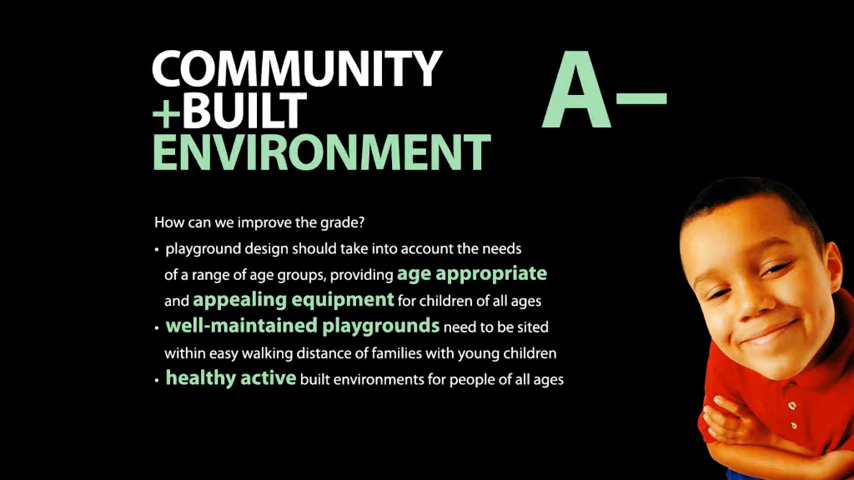 COMMUNITY
+BUILT
ENVIRONMENT
A–
How can we improve the grade?
• playground design should take into account the needs
of a range of age groups, providing age appropriate
and appealing equipment for children of all ages
• well-maintained playgrounds need to be sited
within easy walking distance of families with young children
• healthy active built environments for people of all ages